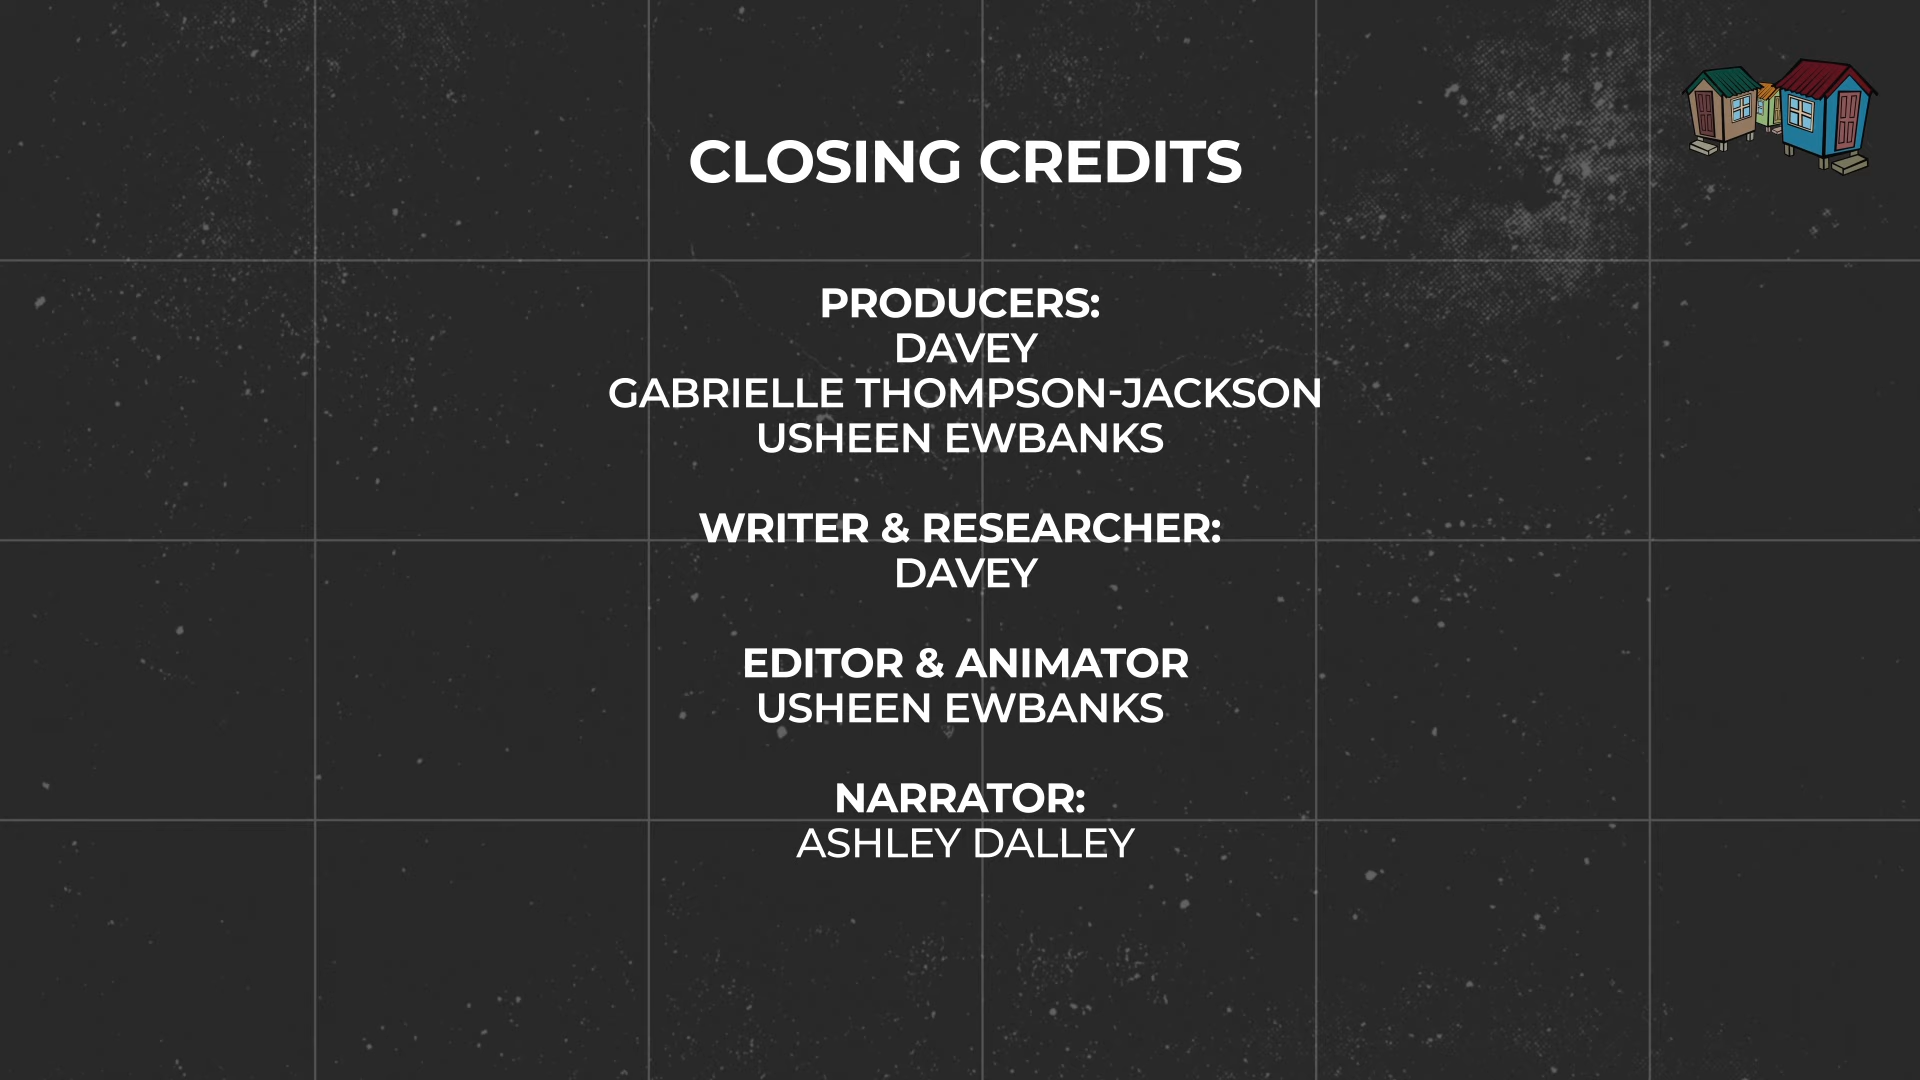 CLOSING CREDITS
PRODUCERS:
DAVEY
GABRIELLE THOMPSON-JACKSON
USHEEN EWBANKS
WRITER & RESEARCHER:
DAVEY
EDITOR & ANIMATOR
USHEEN EWBANKS
NARRATOR:
ASHLEY DALLEY